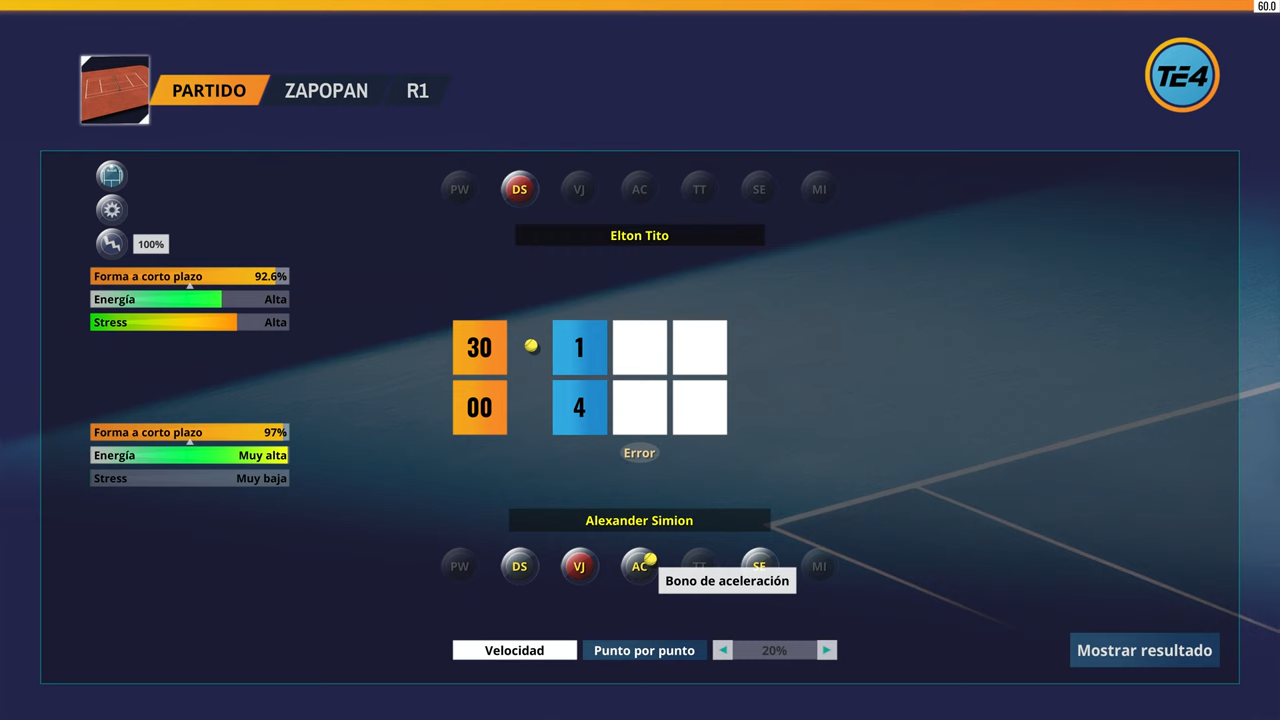 60.0
PARTIDO ZAPOPAN R1
TE4
PW DS VJ AC TT SE MI
Elton Tito
100%
Forma a corto plazo 92.6%
Energía Alta
Stress Alta
30 1
00 4
Forma a corto plazo 97%
Energía Muy alta
Stress Muy baja
Error
Alexander Simion
PW DS VJ AC TT SE MI
Bono de aceleración
Velocidad Punto por punto 20%
Mostrar resultado